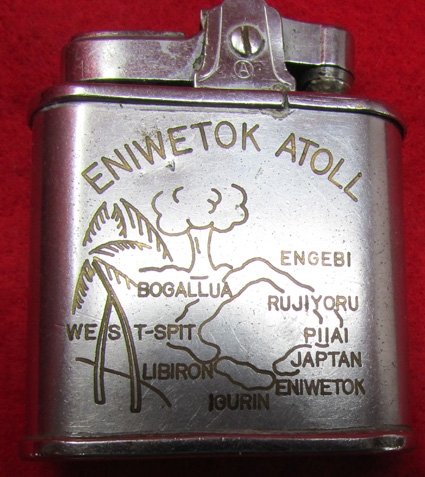 A
ENIWETOK ATOLL
ENGEBI
BOGALLUA
RUJIYORU
WEST-SPIT
PIJAI
JAPTAN
LIBIRON
ENIWETOK
IGURIN